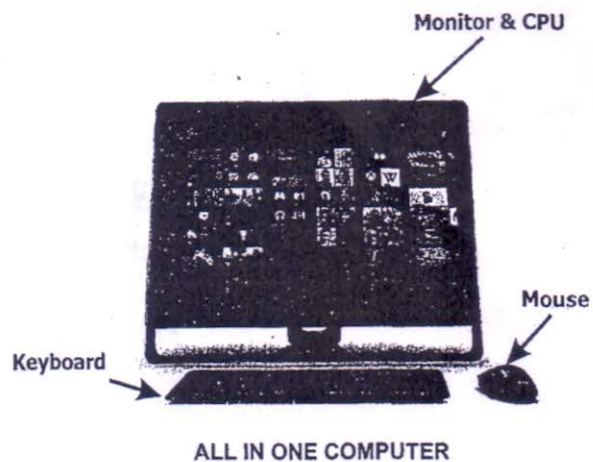 Monitor & CPU
W
Mouse
Keyboard
ALL IN ONE COMPUTER